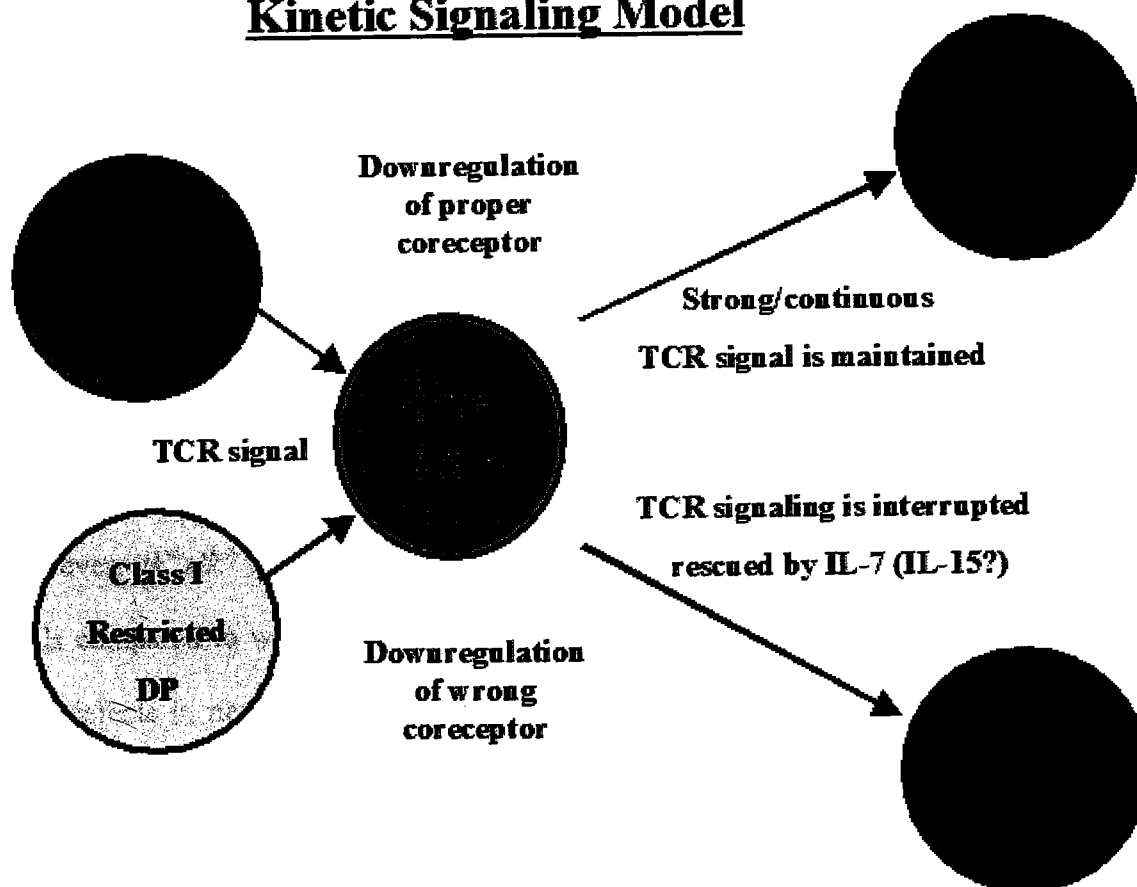 Kinetic Signaling Model
Downregulation
of proper
coreceptor
Strong/continuous
TCR signal is maintained
TCR signal
TCR signaling is interrupted
rescued by IL-7 (IL-15?)
Class I
Restricted
DP
Downregulation
of wrong
coreceptor